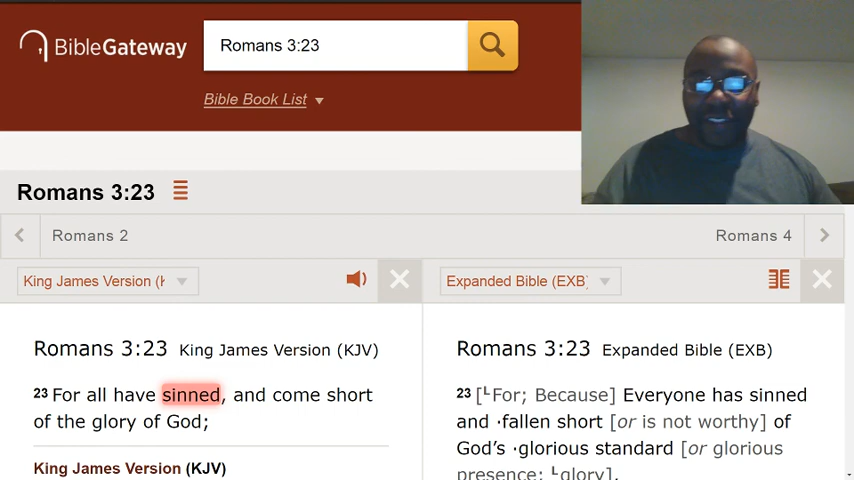 BibleGateway
Romans 3:23
Bible Book List
Romans 3:23
Romans 2
Romans 4
King James Version (K
Expanded Bible (EXB)
Romans 3:23 King James Version (KJV)
23 For all have sinned, and come short
of the glory of God;
King James Version (KJV)
Romans 3:23 Expanded Bible (EXB)
23 [└For; Because] Everyone has sinned
and ·fallen short [or is not worthy] of
God's ·glorious standard [or glorious
presence; └glory].